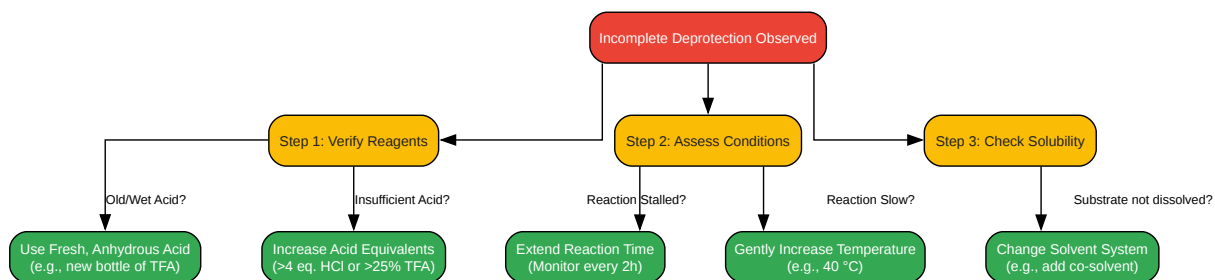 Incomplete Deprotection Observed
Step 1: Verify Reagents
Step 2: Assess Conditions
Step 3: Check Solubility
Old/Wet Acid?
Insufficient Acid?
Reaction Stalled?
Reaction Slow?
Substrate not dissolved?
Use Fresh, Anhydrous Acid
(e.g., new bottle of TFA)
Increase Acid Equivalents
(>4 eq. HCl or >25% TFA)
Extend Reaction Time
(Monitor every 2h)
Gently Increase Temperature
(e.g., 40 °C)
Change Solvent System
(e.g., add co-solvent)